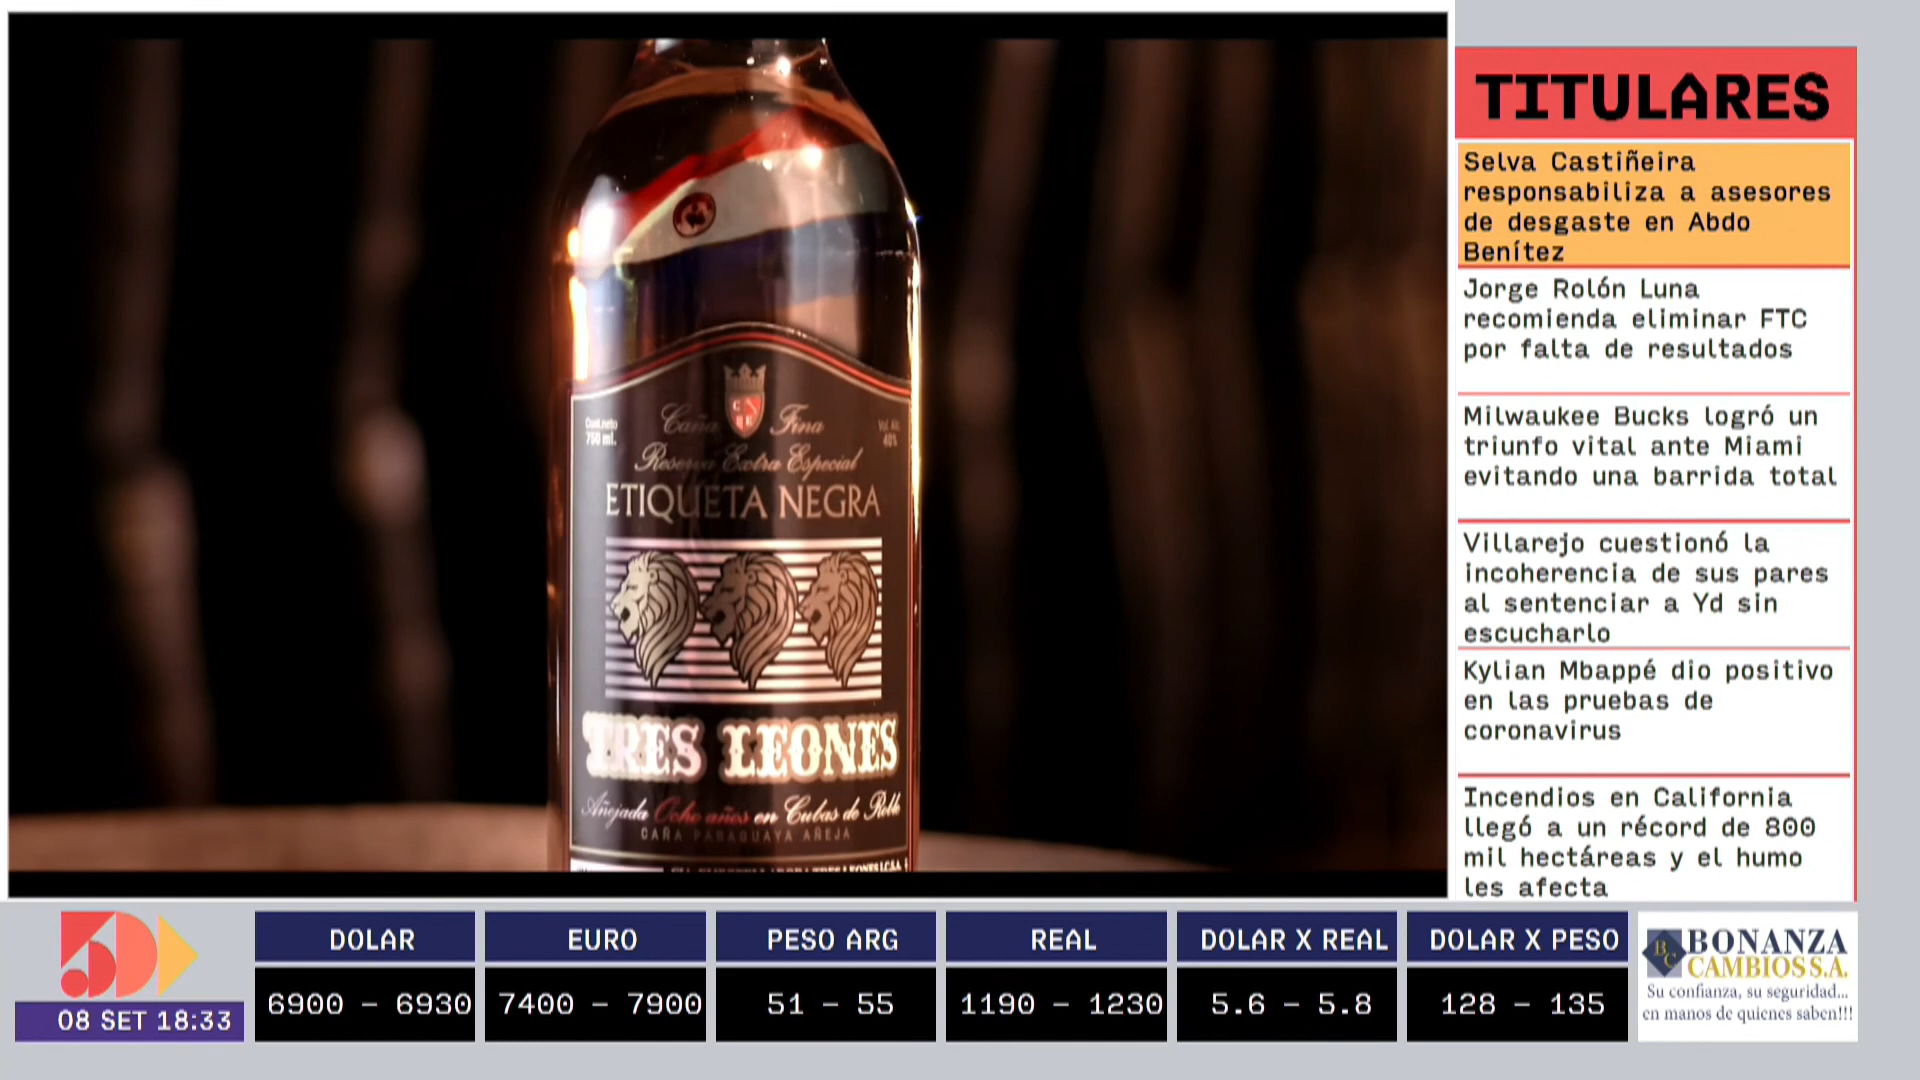 Cont.neto
750 ml.
Caña Fina
Vol. Alc.
40%
Reserva Extra Especial
ETIQUETA NEGRA
TRES LEONES
Añejada Ocho años en Cubas de Roble
CAÑA PARAGUAYA AÑEJA
TITULARES
Selva Castiñeira
responsabiliza a asesores
de desgaste en Abdo
Benítez
Jorge Rolón Luna
recomienda eliminar FTC
por falta de resultados
Milwaukee Bucks logró un
triunfo vital ante Miami
evitando una barrida total
Villarejo cuestionó la
incoherencia de sus pares
al sentenciar a Yd sin
escucharlo
Kylian Mbappé dio positivo
en las pruebas de
coronavirus
Incendios en California
llegó a un récord de 800
mil hectáreas y el humo
les afecta
5D
08 SET 18:33
DOLAR
6900 – 6930
EURO
7400 – 7900
PESO ARG
51 – 55
REAL
1190 – 1230
DOLAR X REAL
5.6 – 5.8
DOLAR X PESO
128 – 135
BC
BONANZA
CAMBIOS S.A.
Su confianza, su seguridad...
en manos de quienes saben!!!